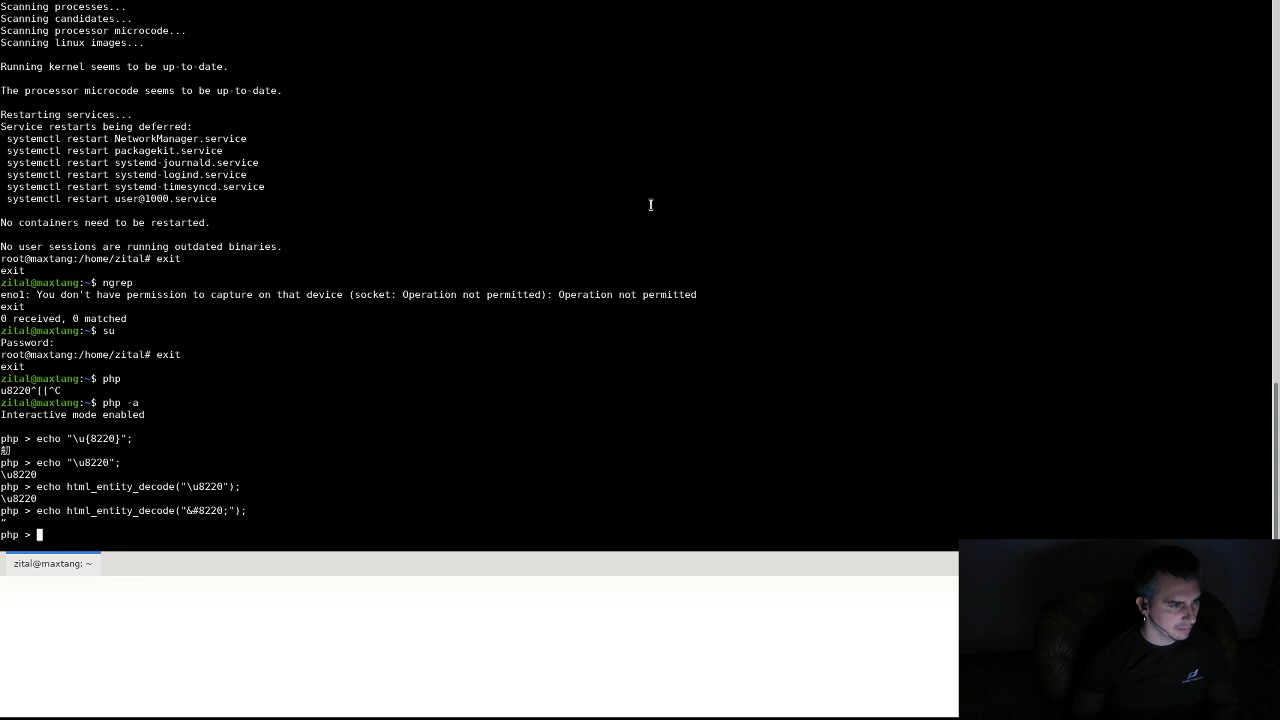 Scanning processes...
Scanning candidates...
Scanning processor microcode...
Scanning linux images...
Running kernel seems to be up-to-date.
The processor microcode seems to be up-to-date.
Restarting services...
Service restarts being deferred:
systemctl restart NetworkManager.service
systemctl restart packagekit.service
systemctl restart systemd-journald.service
systemctl restart systemd-logind.service
systemctl restart systemd-timesyncd.service
systemctl restart user@1000.service
No containers need to be restarted.
No user sessions are running outdated binaries.
root@maxtang:/home/zital# exit
exit
zital@maxtang:~$ ngrep
eno1: You don't have permission to capture on that device (socket: Operation not permitted): Operation not permitted
exit
0 received, 0 matched
zital@maxtang:~$ su
Password:
root@maxtang:/home/zital# exit
exit
zital@maxtang:~$ php
u8220^[[^C
zital@maxtang:~$ php -a
Interactive mode enabled
php > echo "\u{8220}";
舠
php > echo "\u8220";
\u8220
php > echo html_entity_decode("\u8220");
\u8220
php > echo html_entity_decode("&#8220;");
“
php >
zital@maxtang: ~